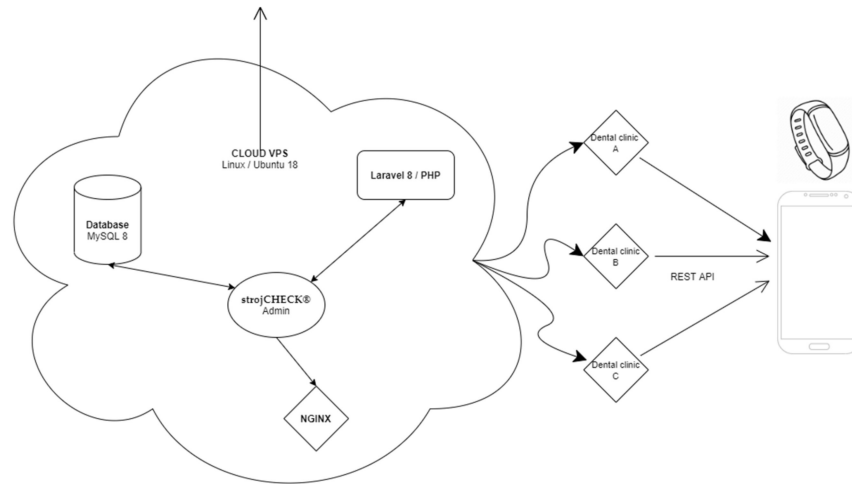 CLOUD VPS
Linux / Ubuntu 18
Laravel 8 / PHP
Database
MySQL 8
strojCHECK®
Admin
NGINX
Dental clinic
A
Dental clinic
B
REST API
Dental clinic
C